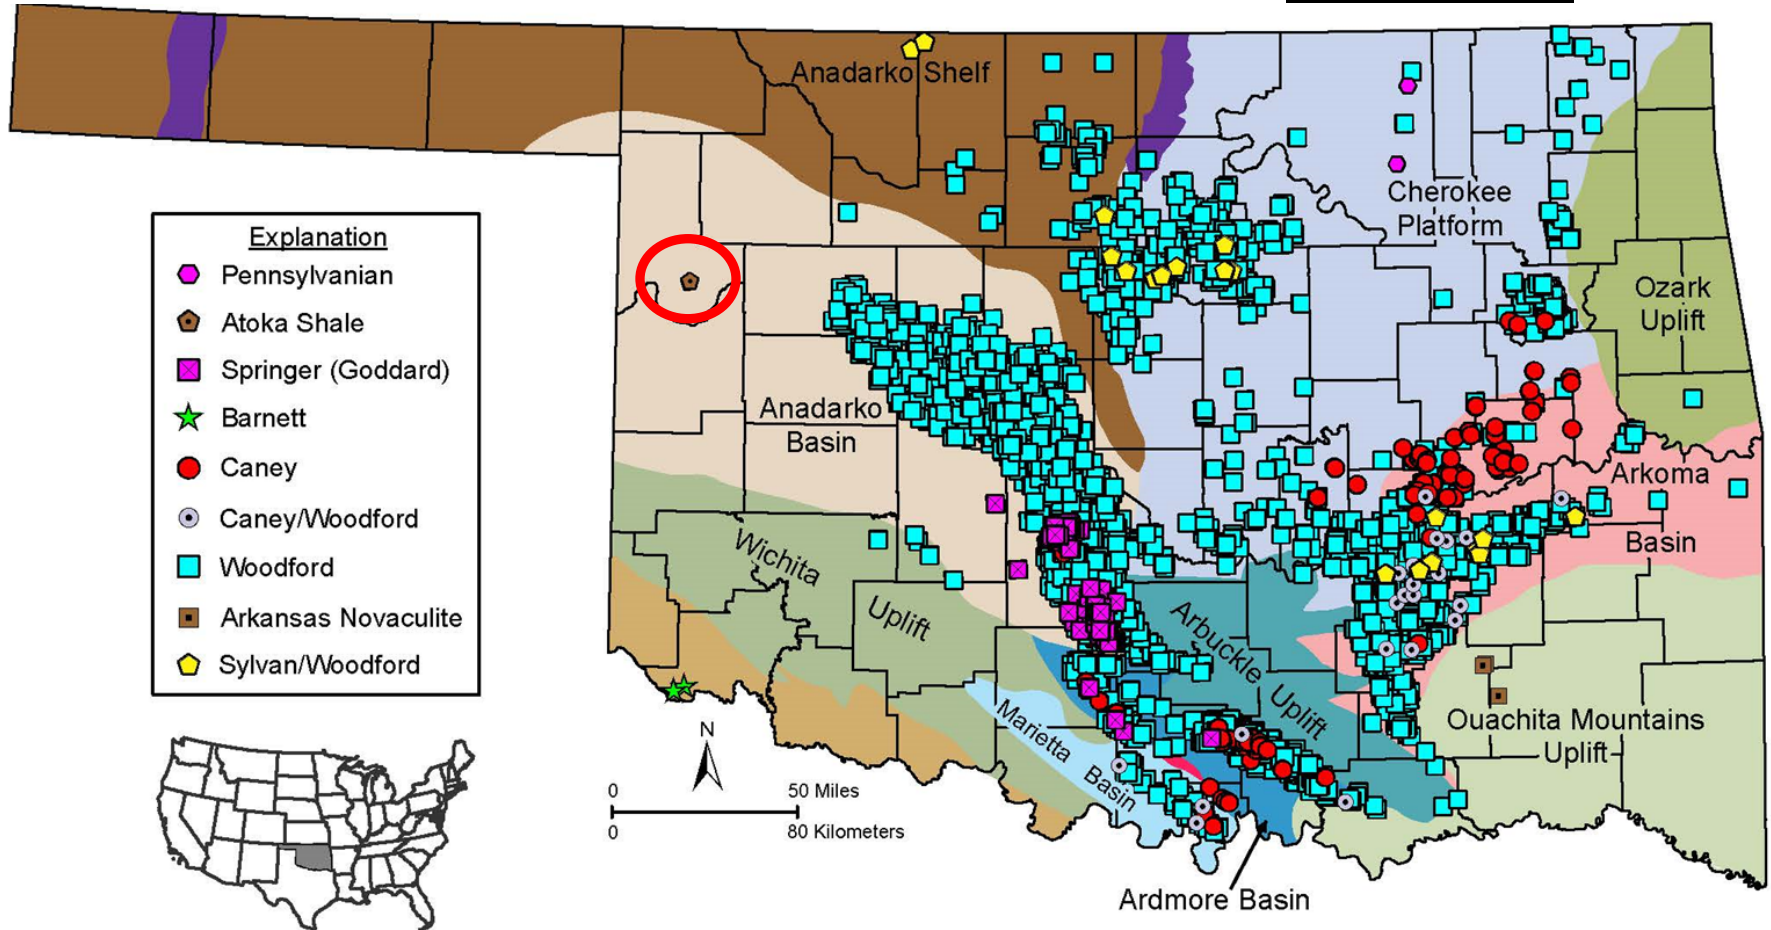 Anadarko Shelf
Cherokee
Platform
Ozark
Uplift
Explanation
Pennsylvanian
Atoka Shale
Springer (Goddard)
Barnett
Caney
Caney/Woodford
Woodford
Arkansas Novaculite
Sylvan/Woodford
Anadarko
Basin
Arkoma
Basin
Wichita
Uplift
Arbuckle Uplift
Ouachita Mountains
Uplift
Marietta Basin
Ardmore Basin
N
0 50 Miles
0 80 Kilometers